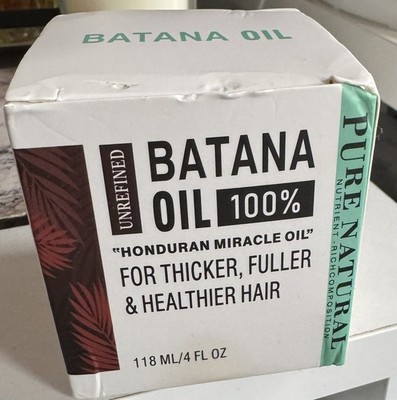 BATANA OIL
UNREFINED
BATANA
OIL 100%
"HONDURAN MIRACLE OIL"
FOR THICKER, FULLER
& HEALTHIER HAIR
118 ML/4 FL OZ
PURE NATURAL
NUTRIENT-RICHCOMPOSITION